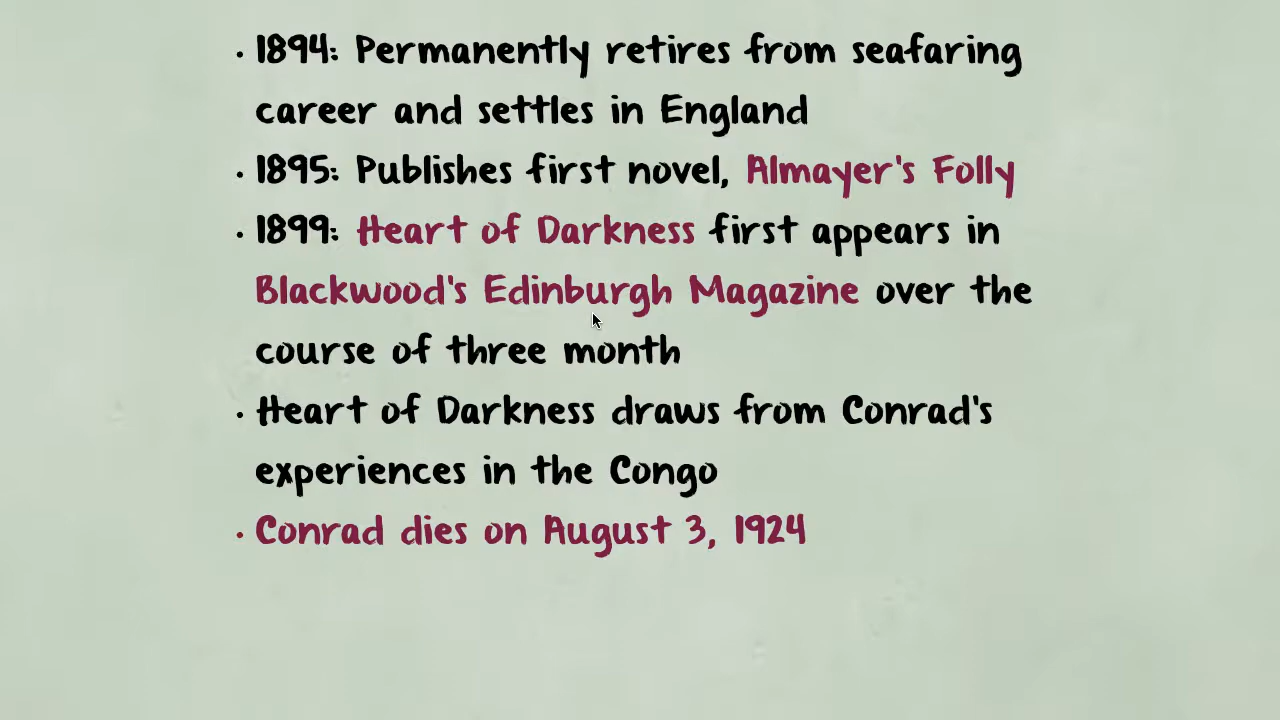 • 1894: Permanently retires from seafaring
career and settles in England
• 1895: Publishes first novel, Almayer's Folly
• 1899: Heart of Darkness first appears in
Blackwood's Edinburgh Magazine over the
course of three month
• Heart of Darkness draws from Conrad's
experiences in the Congo
• Conrad dies on August 3, 1924